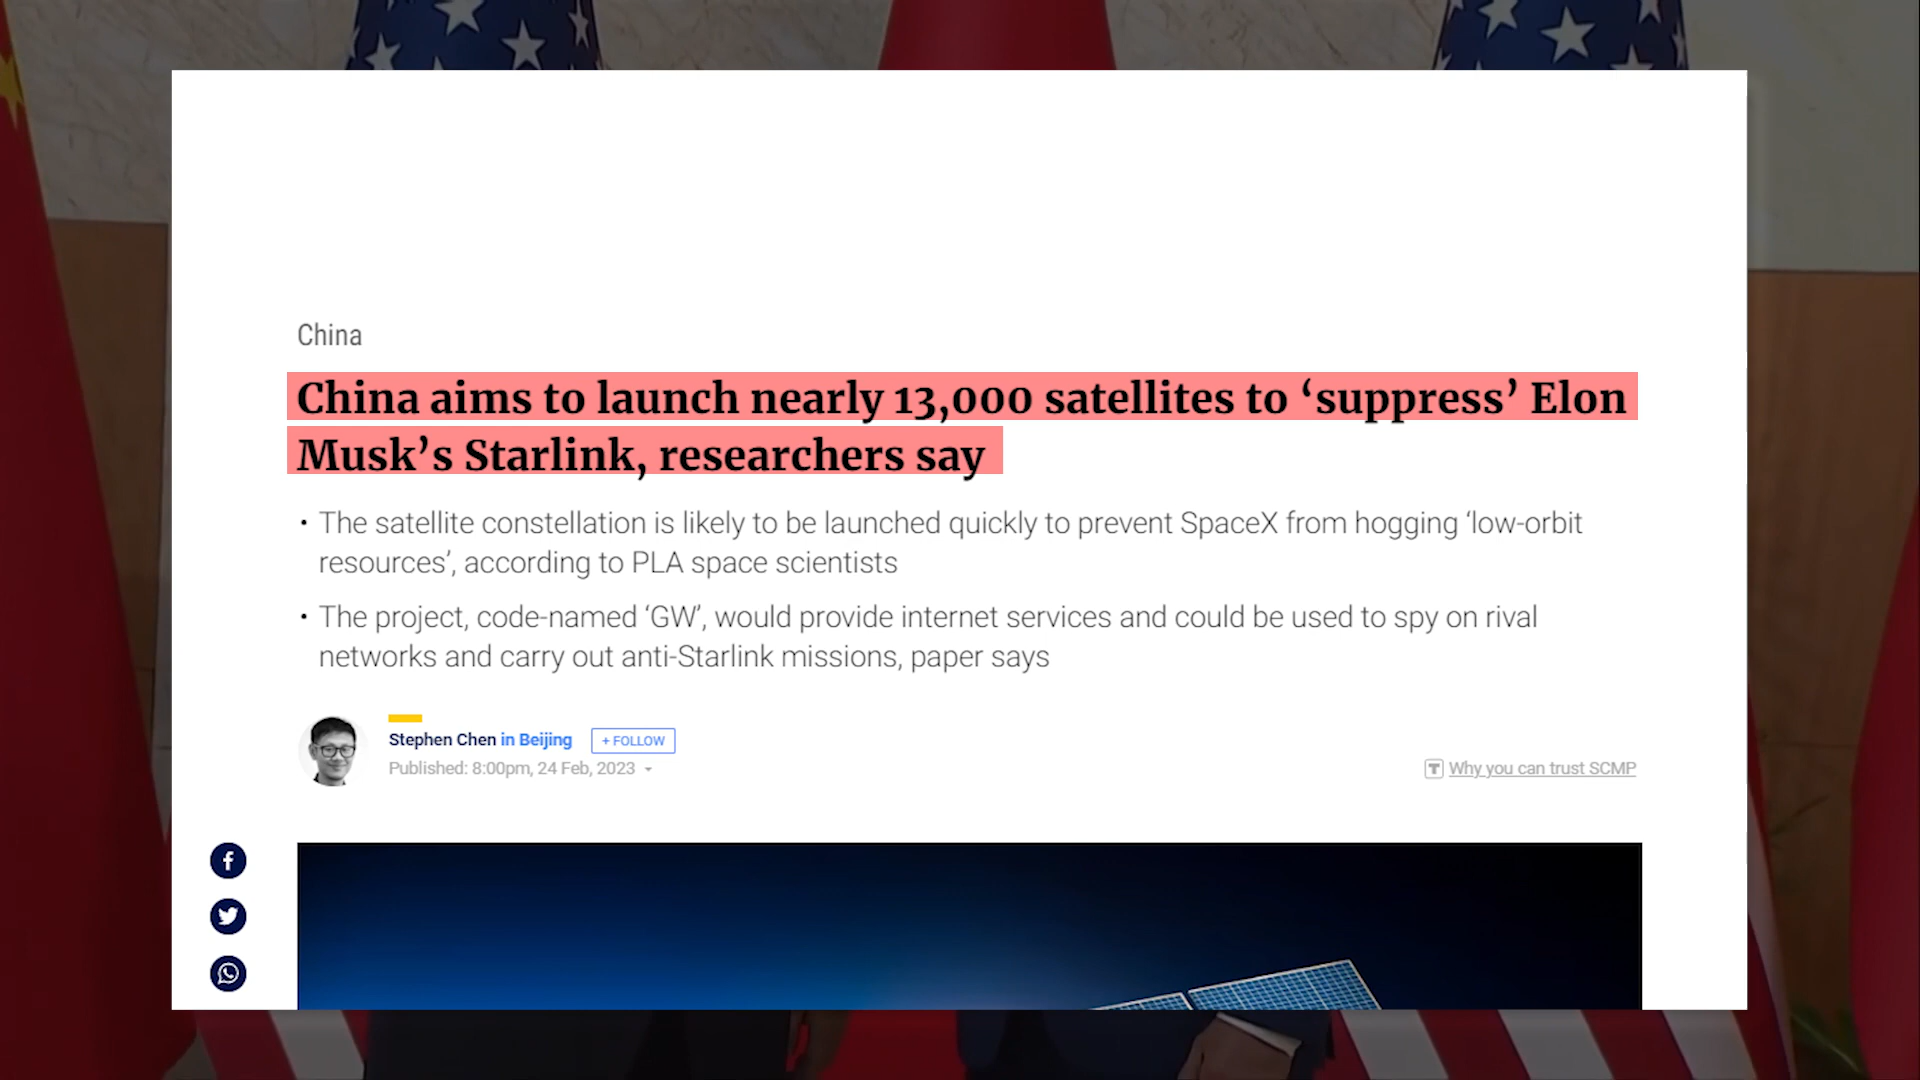 China
China aims to launch nearly 13,000 satellites to ‘suppress’ Elon
Musk’s Starlink, researchers say
• The satellite constellation is likely to be launched quickly to prevent SpaceX from hogging ‘low-orbit
resources’, according to PLA space scientists
• The project, code-named ‘GW’, would provide internet services and could be used to spy on rival
networks and carry out anti-Starlink missions, paper says
Stephen Chen in Beijing + FOLLOW
Published: 8:00pm, 24 Feb, 2023
T Why you can trust SCMP